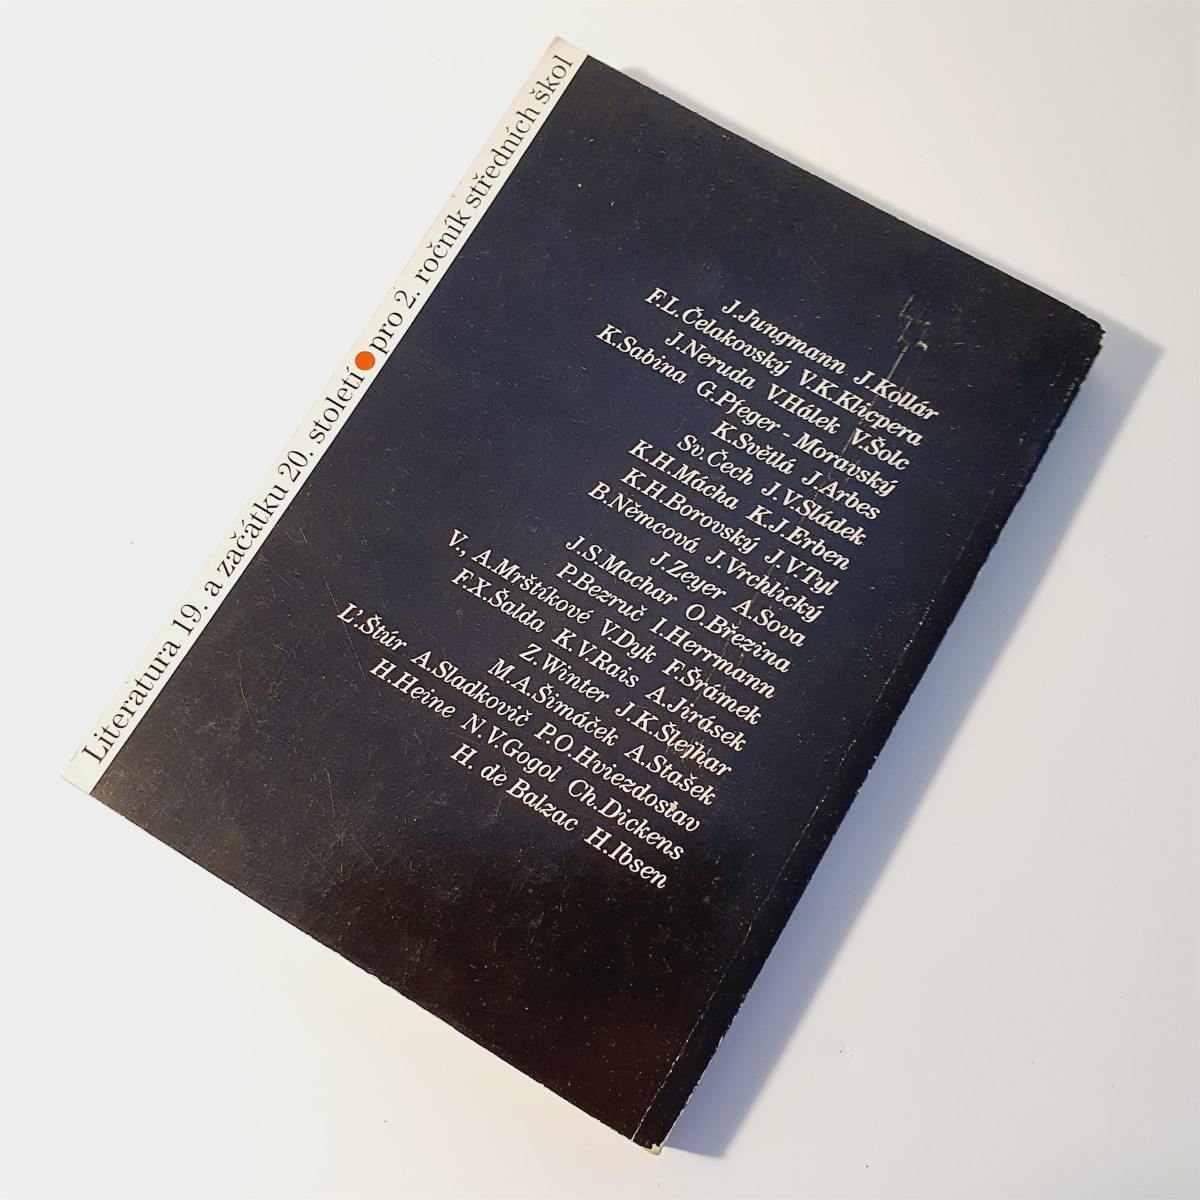 Literatura 19. a začátku 20. století pro 2. ročník středních škol
J.Jungmann J.Kollár
F.L.Čelakovský V.K.Klicpera
J.Neruda V.Hálek V.Šolc
K.Sabina G.Pfeger - Moravský
K.Světlá J.Arbes
Sv.Čech J.V.Sládek
K.H.Mácha K.J.Erben
K.H.Borovský J.V.Tyl
B.Němcová J.Vrchlický
J.Zeyer A.Sova
J.S.Machar O.Březina
P.Bezruč I.Herrmann
V., A.Mrštíkové V.Dyk F.Šrámek
F.X.Šalda K.V.Rais A.Jirásek
Z.Winter J.K.Šlejhar
M.A.Šimáček A.Stašek
Ľ.Štúr A.Sladkovič P.O.Hviezdostav
H.Heine N.V.Gogol Ch.Dickens
H. de Balzac H.Ibsen